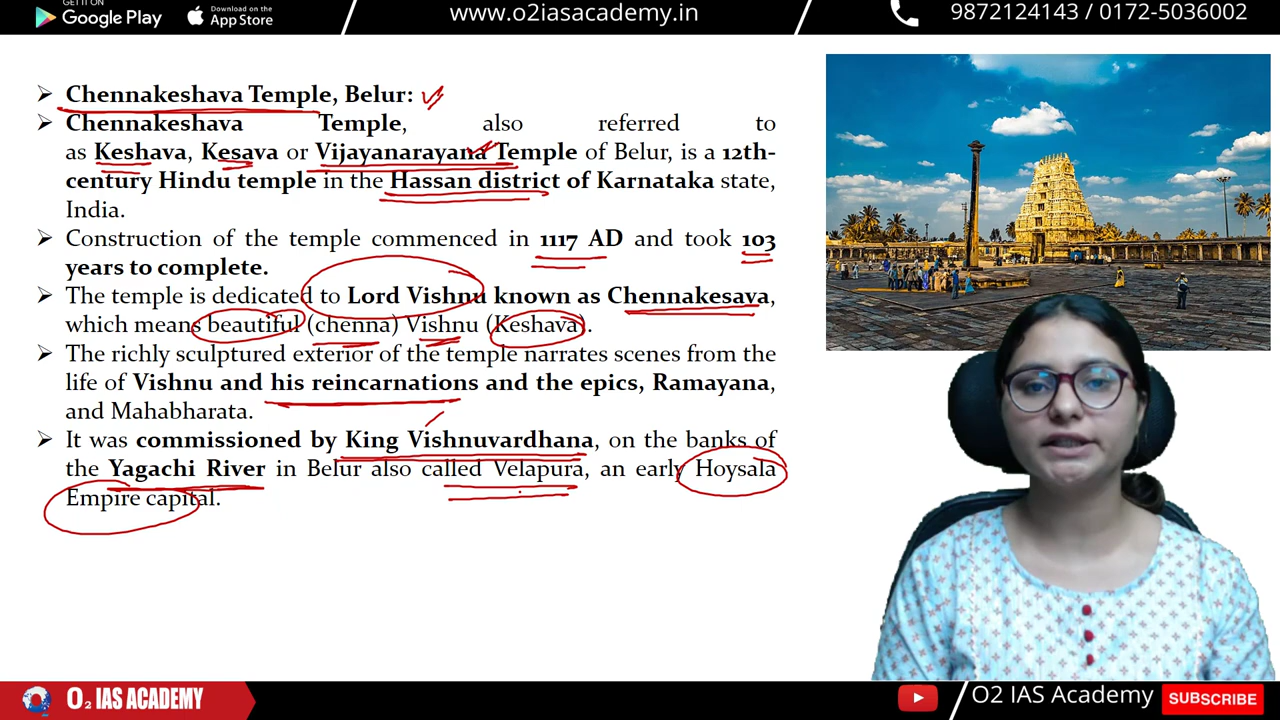 GET IT ON
Google Play
Download on the
App Store
www.o2iasacademy.in
9872124143 / 0172-5036002
➤ Chennakeshava Temple, Belur:
➤ Chennakeshava Temple, also referred to
as Keshava, Kesava or Vijayanarayana Temple of Belur, is a 12th-
century Hindu temple in the Hassan district of Karnataka state,
India.
➤ Construction of the temple commenced in 1117 AD and took 103
years to complete.
➤ The temple is dedicated to Lord Vishnu known as Chennakesava,
which means beautiful (chenna) Vishnu (Keshava).
➤ The richly sculptured exterior of the temple narrates scenes from the
life of Vishnu and his reincarnations and the epics, Ramayana,
and Mahabharata.
➤ It was commissioned by King Vishnuvardhana, on the banks of
the Yagachi River in Belur also called Velapura, an early Hoysala
Empire capital.
O₂ IAS ACADEMY
O2 IAS Academy
SUBSCRIBE